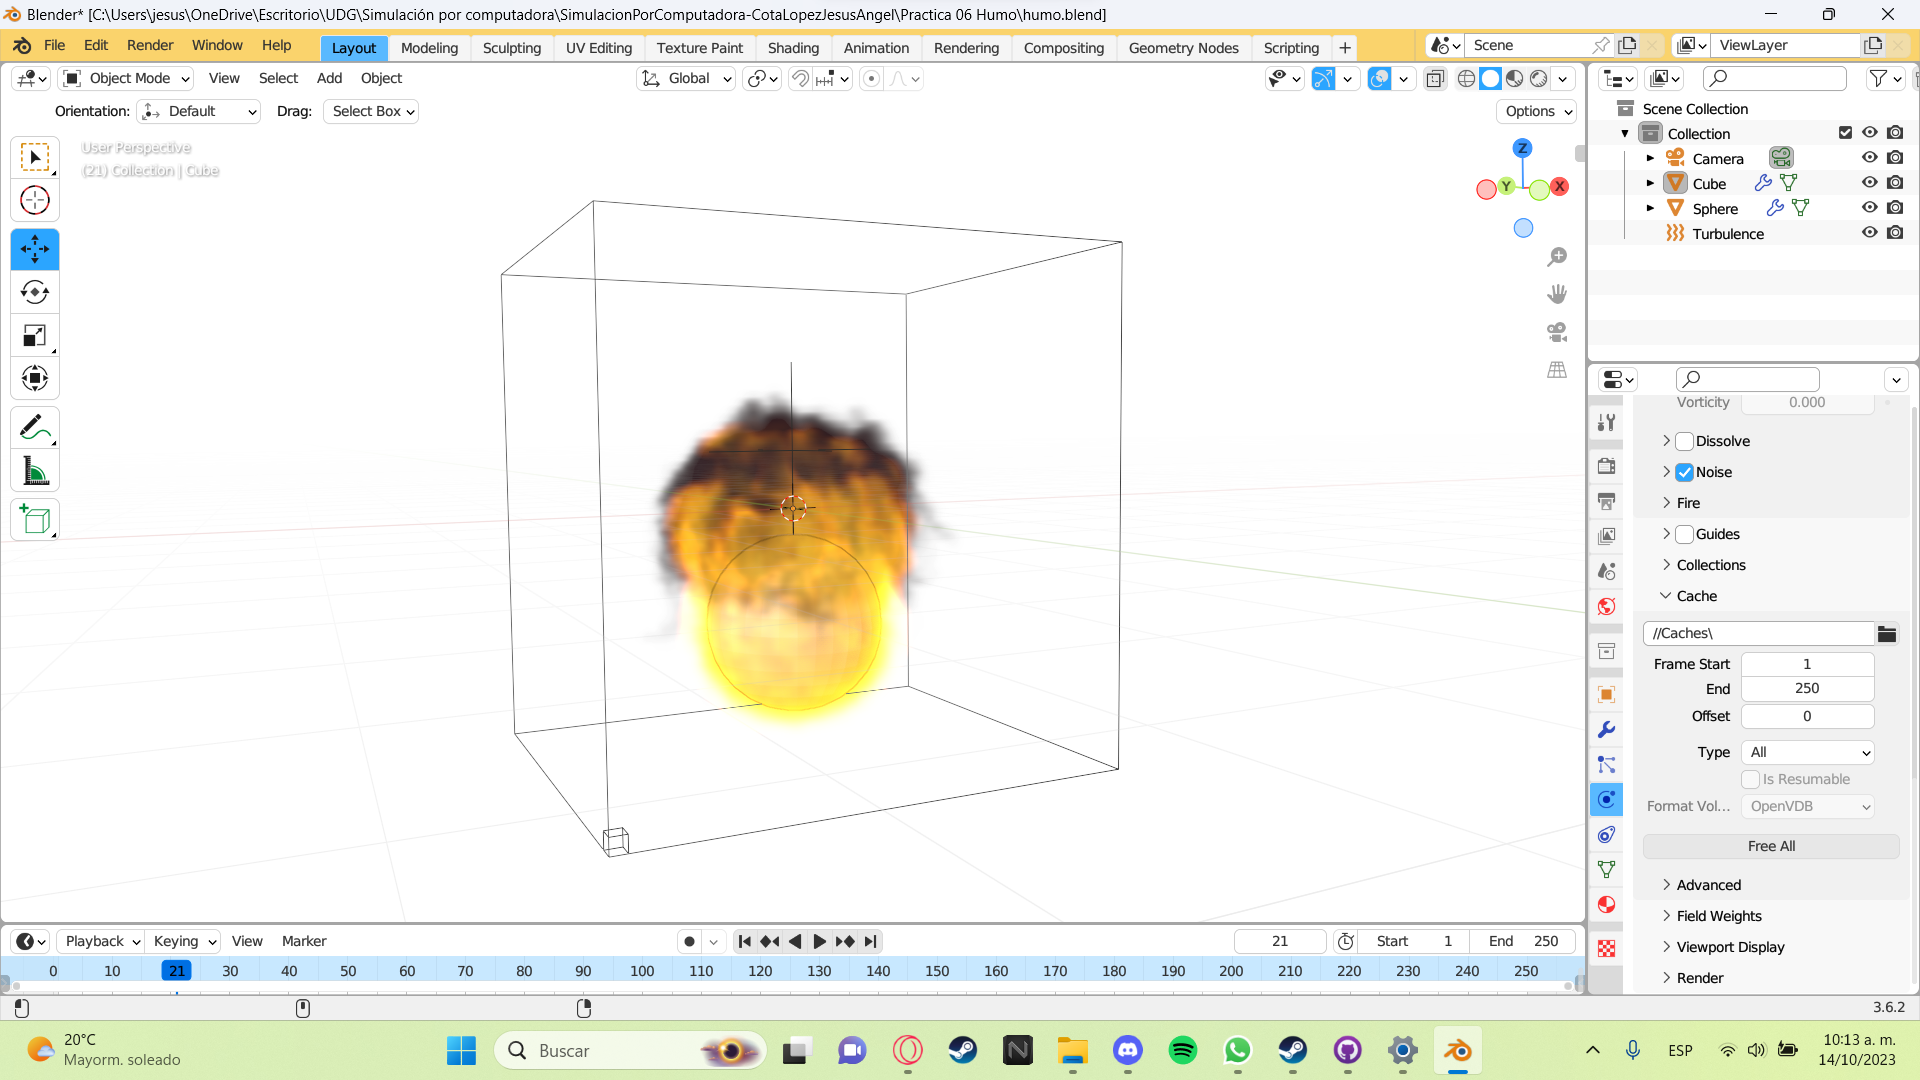 Blender* [C:\Users\jesus\OneDrive\Escritorio\UDG\Simulación por computadora\SimulacionPorComputadora-CotaLopezJesusAngel\Practica 06 Humo\humo.blend]
File Edit Render Window Help Layout Modeling Sculpting UV Editing Texture Paint Shading Animation Rendering Compositing Geometry Nodes Scripting + Scene ViewLayer
Object Mode View Select Add Object Global
Orientation: Default Drag: Select Box Options
User Perspective
(21) Collection | Cube
Z
Y
X
Scene Collection
Collection
Camera
Cube
Sphere
Turbulence
Vorticity 0.000
Dissolve
Noise
Fire
Guides
Collections
Cache
//Caches\
Frame Start 1
End 250
Offset 0
Type All
Is Resumable
Format Vol... OpenVDB
Free All
Advanced
Field Weights
Viewport Display
Render
Playback Keying View Marker 21 Start 1 End 250
0 10 21 30 40 50 60 70 80 90 100 110 120 130 140 150 160 170 180 190 200 210 220 230 240 250
3.6.2
20°C
Mayorm. soleado
Buscar
ESP
10:13 a. m.
14/10/2023